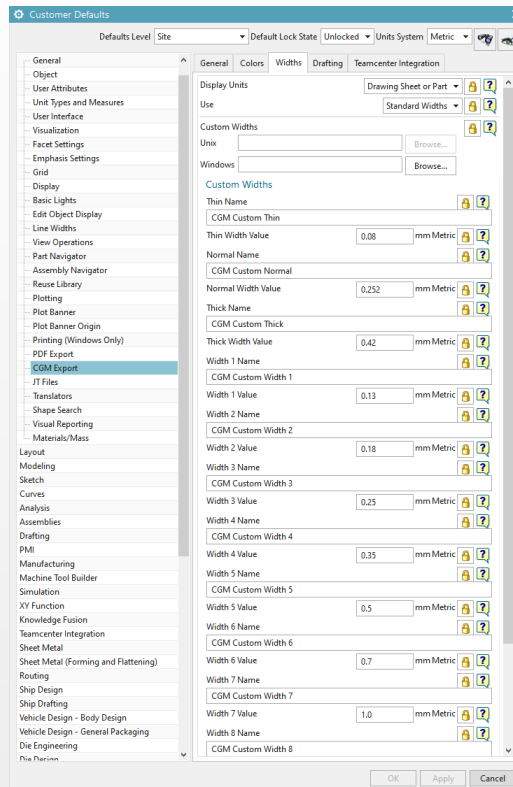 Customer Defaults
Defaults Level Site Default Lock State Unlocked Units System Metric
General
Object
User Attributes
Unit Types and Measures
User Interface
Visualization
Facet Settings
Emphasis Settings
Grid
Display
Basic Lights
Edit Object Display
Line Widths
View Operations
Part Navigator
Assembly Navigator
Reuse Library
Plotting
Plot Banner
Plot Banner Origin
Printing (Windows Only)
PDF Export
CGM Export
JT Files
Translators
Shape Search
Visual Reporting
Materials/Mass
Layout
Modeling
Sketch
Curves
Analysis
Assemblies
Drafting
PMI
Manufacturing
Machine Tool Builder
Simulation
XY Function
Knowledge Fusion
Teamcenter Integration
Sheet Metal
Sheet Metal (Forming and Flattening)
Routing
Ship Design
Ship Drafting
Vehicle Design - Body Design
Vehicle Design - General Packaging
Die Engineering
Die Design
General Colors Widths Drafting Teamcenter Integration
Display Units Drawing Sheet or Part
Use Standard Widths
Custom Widths
Unix Browse...
Windows Browse...
Custom Widths
Thin Name
CGM Custom Thin
Thin Width Value 0.08 mm Metric
Normal Name
CGM Custom Normal
Normal Width Value 0.252 mm Metric
Thick Name
CGM Custom Thick
Thick Width Value 0.42 mm Metric
Width 1 Name
CGM Custom Width 1
Width 1 Value 0.13 mm Metric
Width 2 Name
CGM Custom Width 2
Width 2 Value 0.18 mm Metric
Width 3 Name
CGM Custom Width 3
Width 3 Value 0.25 mm Metric
Width 4 Name
CGM Custom Width 4
Width 4 Value 0.35 mm Metric
Width 5 Name
CGM Custom Width 5
Width 5 Value 0.5 mm Metric
Width 6 Name
CGM Custom Width 6
Width 6 Value 0.7 mm Metric
Width 7 Name
CGM Custom Width 7
Width 7 Value 1.0 mm Metric
Width 8 Name
CGM Custom Width 8
OK Apply Cancel